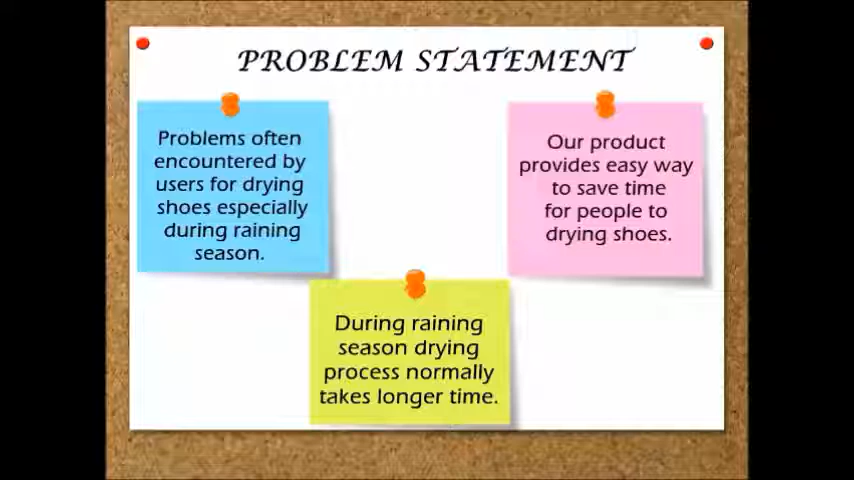 PROBLEM STATEMENT
Problems often
encountered by
users for drying
shoes especially
during raining
season.
During raining
season drying
process normally
takes longer time.
Our product
provides easy way
to save time
for people to
drying shoes.